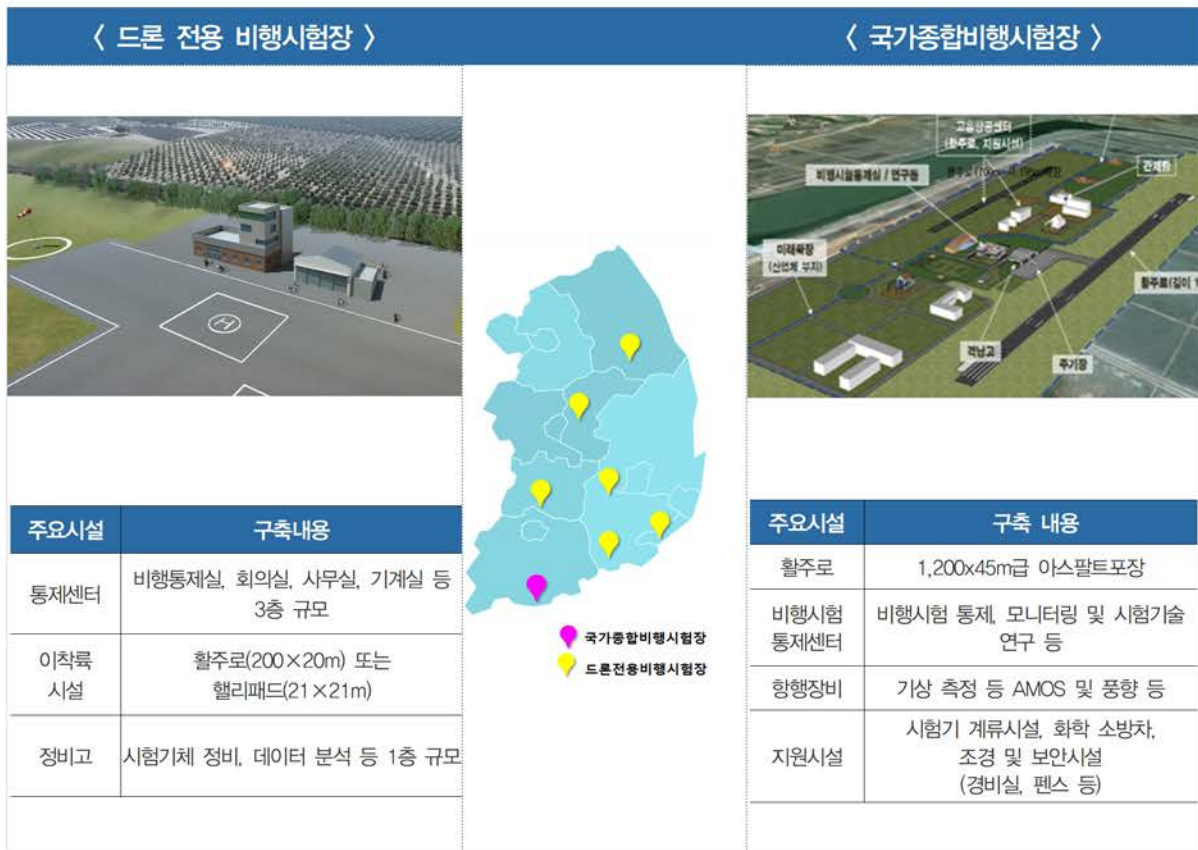 < 드론 전용 비행시험장 >
< 국가종합비행시험장 >
고흥항공센터
(활주로, 지원시설)
관제탑
비행시험통제실 / 연구동
미래확장
(산업체 부지)
활주로(길이 1
격납고
주기장
국가종합비행시험장
드론전용비행시험장
주요시설 구축내용
통제센터 비행통제실, 회의실, 사무실, 기계실 등
3층 규모
이착륙
시설
활주로(200×20m) 또는
핼리패드(21×21m)
정비고 시험기체 정비, 데이터 분석 등 1층 규모
주요시설 구축 내용
활주로 1,200x45m급 아스팔트포장
비행시험
통제센터
비행시험 통제, 모니터링 및 시험기술
연구 등
항행장비 기상 측정 등 AMOS 및 풍향 등
지원시설 시험기 계류시설, 화학 소방차,
조경 및 보안시설
(경비실, 펜스 등)
H